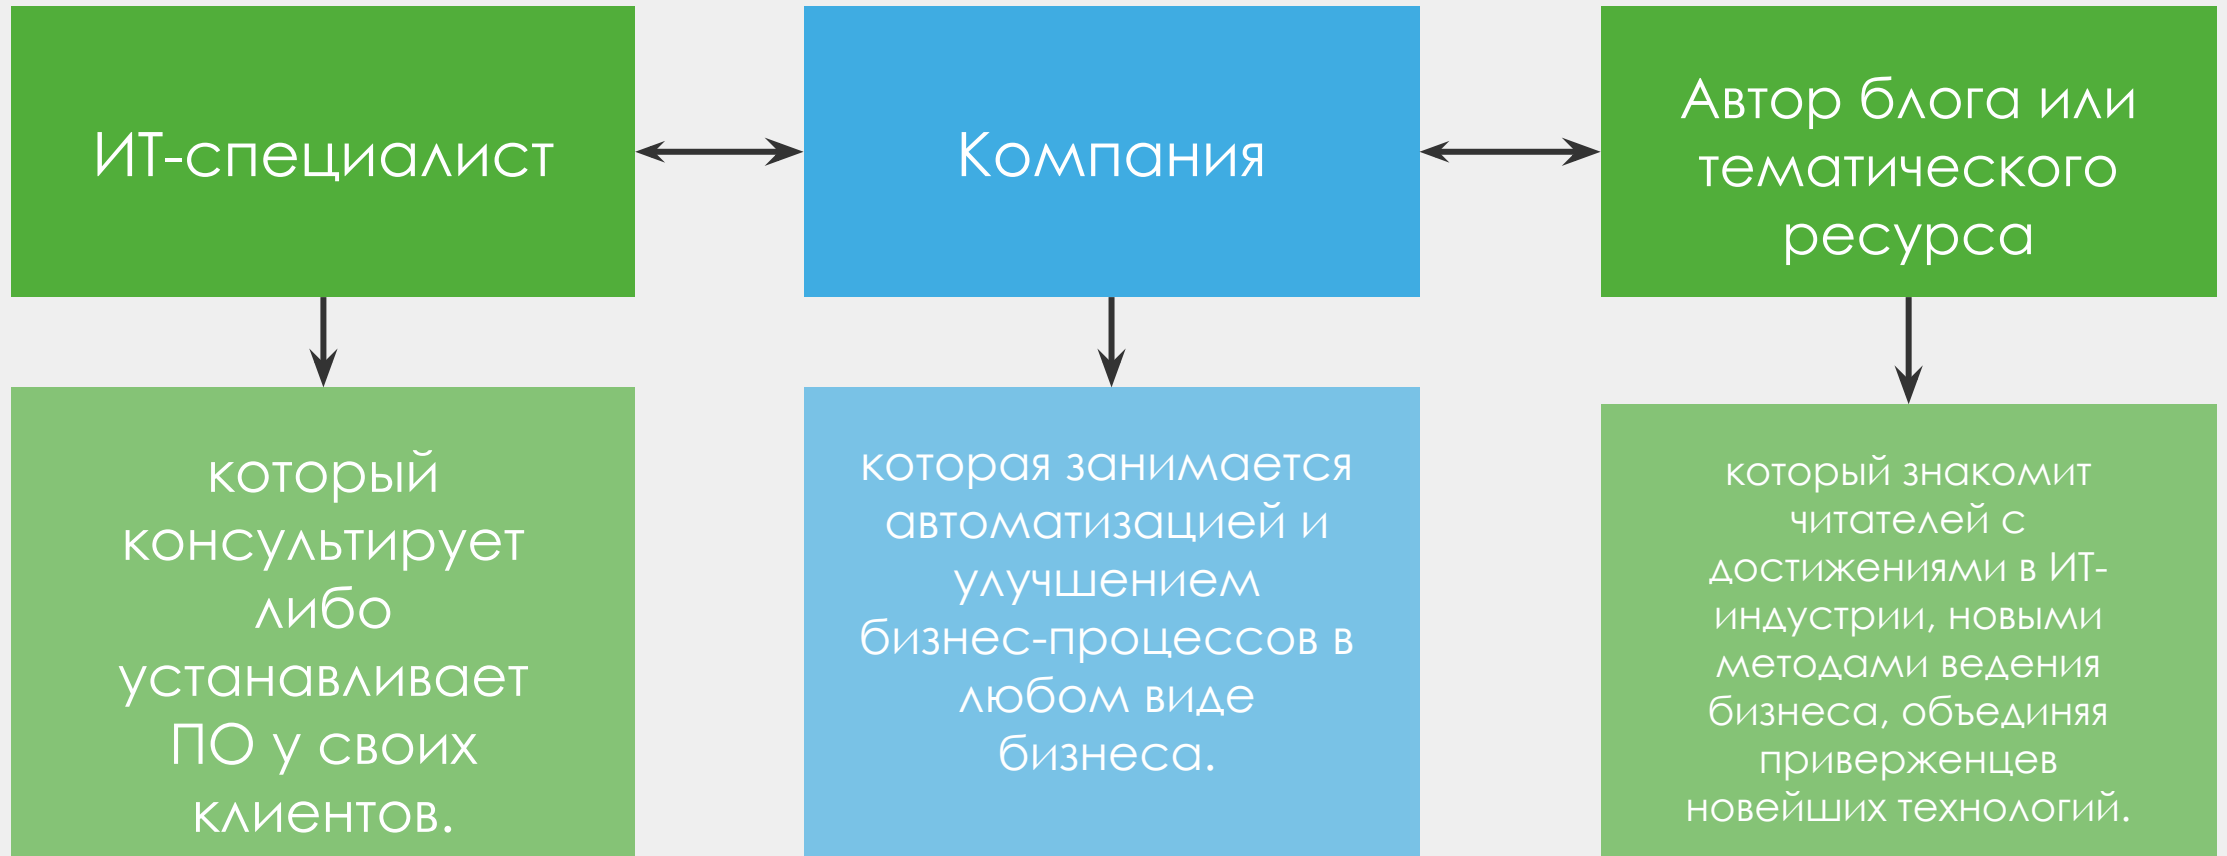 ИТ-специалист
Компания
Автор блога или
тематического
ресурса
который
консультирует
либо
устанавливает
ПО у своих
клиентов.
которая занимается
автоматизацией и
улучшением
бизнес-процессов в
любом виде
бизнеса.
который знакомит
читателей с
достижениями в ИТ-
индустрии, новыми
методами ведения
бизнеса, объединяя
приверженцев
новейших технологий.